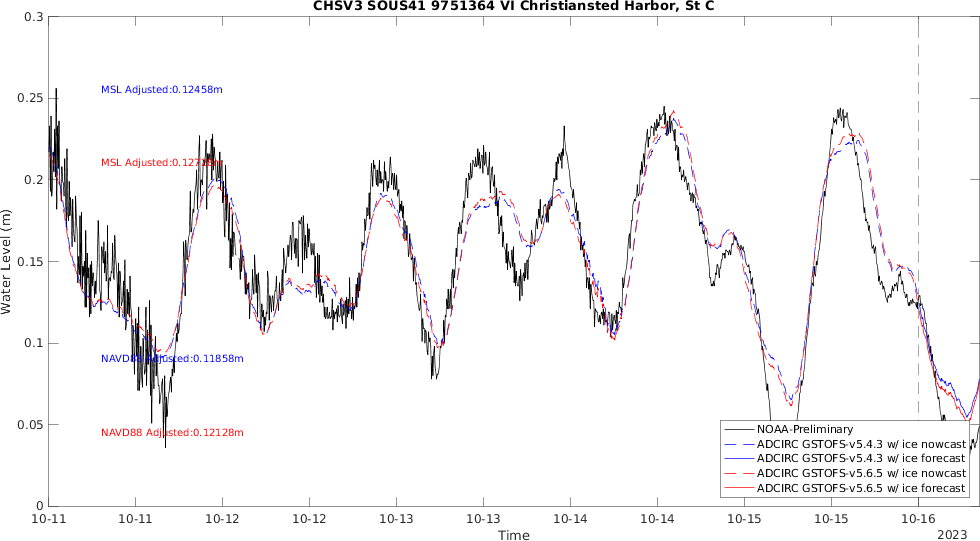 CHSV3 SOUS41 9751364 VI Christiansted Harbor, St C
0.3
0.25
0.2
0.15
0.1
0.05
0
Water Level (m)
MSL Adjusted:0.12458m
MSL Adjusted:
NAVD88 Adjusted:0.11858m
NAVD88 Adjusted:0.12128m
NOAA-Preliminary
ADCIRC GSTOFS-v5.4.3 w/ ice nowcast
ADCIRC GSTOFS-v5.4.3 w/ ice forecast
ADCIRC GSTOFS-v5.6.5 w/ ice nowcast
ADCIRC GSTOFS-v5.6.5 w/ ice forecast
10-11 10-11 10-12 10-12 10-13 10-13 10-14 10-14 10-15 10-15 10-16
Time
2023